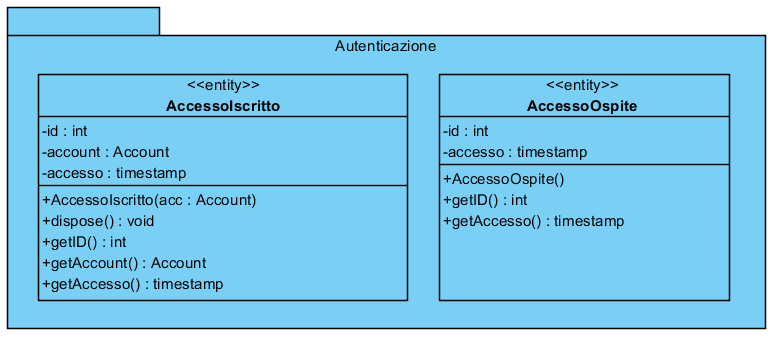 Autenticazione
<<entity>>
AccessoIscritto
-id : int
-account : Account
-accesso : timestamp
+AccessoIscritto(acc : Account)
+dispose() : void
+getID() : int
+getAccount() : Account
+getAccesso() : timestamp
<<entity>>
AccessoOspite
-id : int
-accesso : timestamp
+AccessoOspite()
+getID() : int
+getAccesso() : timestamp